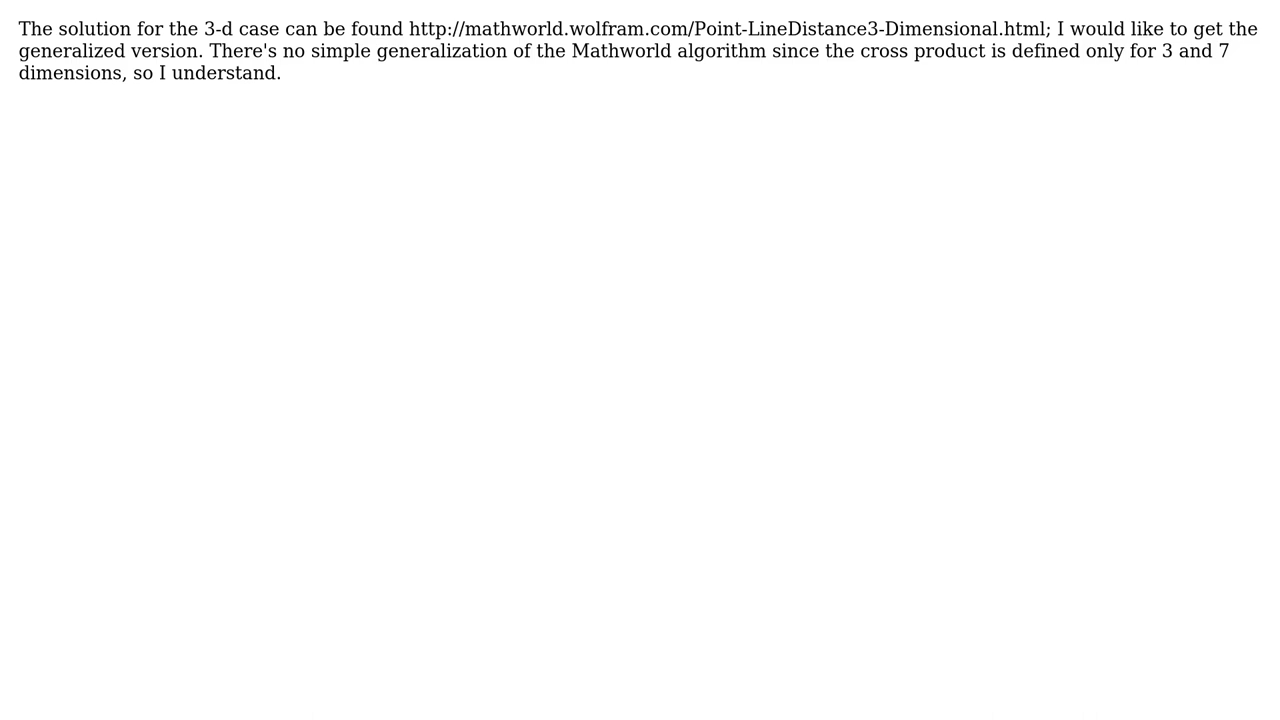 The solution for the 3-d case can be found http://mathworld.wolfram.com/Point-LineDistance3-Dimensional.html; I would like to get the
generalized version. There's no simple generalization of the Mathworld algorithm since the cross product is defined only for 3 and 7
dimensions, so I understand.